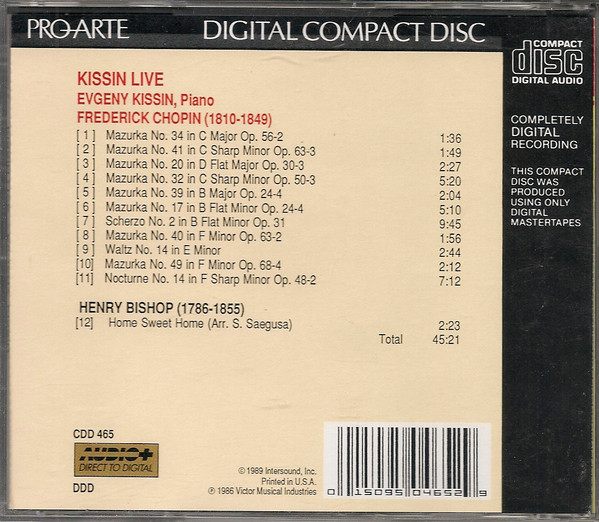 PRO-ARTE DIGITAL COMPACT DISC
COMPACT
disc
DIGITAL AUDIO
KISSIN LIVE
EVGENY KISSIN, Piano
FREDERICK CHOPIN (1810-1849)
[ 1 ] Mazurka No. 34 in C Major Op. 56-2 1:36
[ 2 ] Mazurka No. 41 in C Sharp Minor Op. 63-3 1:49
[ 3 ] Mazurka No. 20 in D Flat Major Op. 30-3 2:27
[ 4 ] Mazurka No. 32 in C Sharp Minor Op. 50-3 5:20
[ 5 ] Mazurka No. 39 in B Major Op. 24-4 2:04
[ 6 ] Mazurka No. 17 in B Flat Minor Op. 24-4 5:10
[ 7 ] Scherzo No. 2 in B Flat Minor Op. 31 9:45
[ 8 ] Mazurka No. 40 in F Minor Op. 63-2 1:56
[ 9 ] Waltz No. 14 in E Minor 2:44
[10] Mazurka No. 49 in F Minor Op. 68-4 2:12
[11] Nocturne No. 14 in F Sharp Minor Op. 48-2 7:12
HENRY BISHOP (1786-1855)
[12] Home Sweet Home (Arr. S. Saegusa) 2:23
Total 45:21
COMPLETELY
DIGITAL
RECORDING
THIS COMPACT
DISC WAS
PRODUCED
USING ONLY
DIGITAL
MASTERTAPES
CDD 465
AUDIO+
DIRECT TO DIGITAL
DDD
© 1989 Intersound, Inc.
Printed in U.S.A.
℗ 1986 Victor Musical Industries
0 15095 04652 9